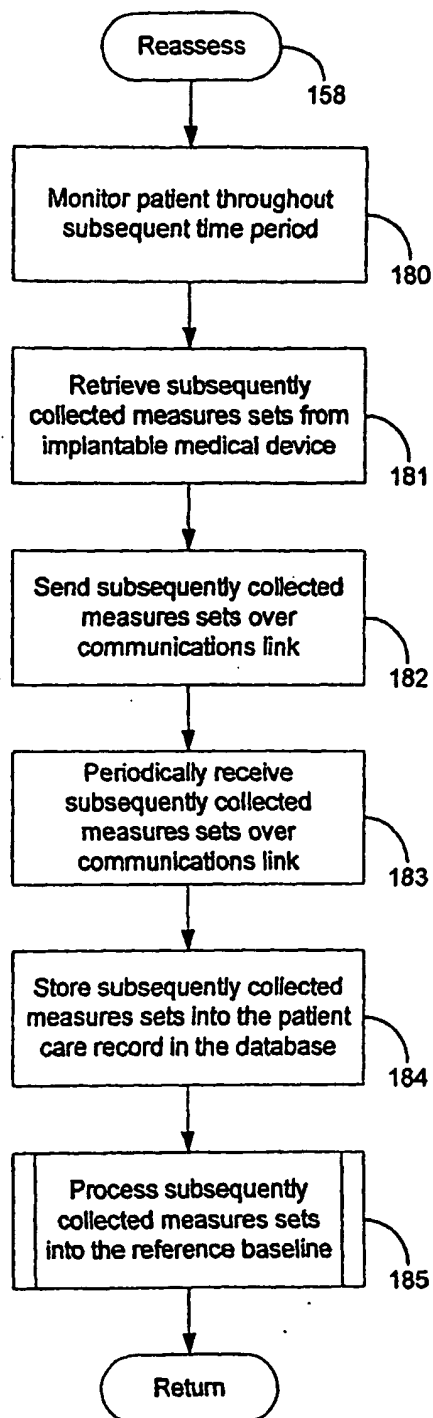 Reassess
158
Monitor patient throughout
subsequent time period
180
Retrieve subsequently
collected measures sets from
implantable medical device
181
Send subsequently collected
measures sets over
communications link
182
Periodically receive
subsequently collected
measures sets over
communications link
183
Store subsequently collected
measures sets into the patient
care record in the database
184
Process subsequently
collected measures sets
into the reference baseline
185
Return